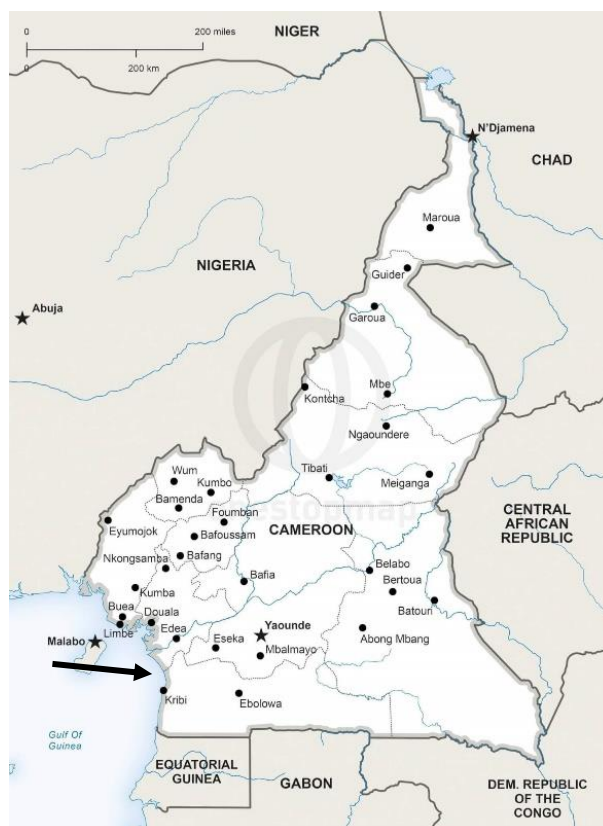 0 200 miles
0 200 km
NIGER
N'Djamena
CHAD
Maroua
NIGERIA
Guider
Abuja
Garoua
Kontcha
Mbe
Ngaoundere
Wum
Kumbo
Tibati
Meiganga
Bamenda
Foumban
CAMEROON
CENTRAL
AFRICAN
REPUBLIC
Eyumojok
Bafoussam
Nkongsamba
Bafang
Belabo
Bafia
Bertoua
Kumba
Batouri
Buea
Douala
Limbe
Edea
Yaounde
Malabo
Eseka
Mbalmayo
Abong Mbang
Kribi
Ebolowa
Gulf Of
Guinea
EQUATORIAL
GUINEA
GABON
DEM. REPUBLIC
OF THE
CONGO